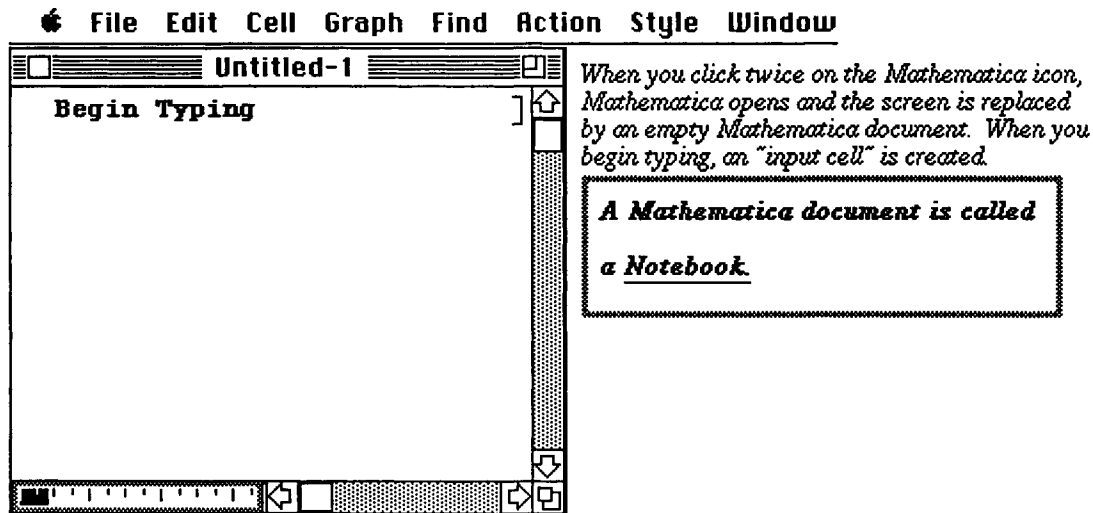 File Edit Cell Graph Find Action Style Window
Untitled-1
Begin Typing
When you click twice on the Mathematica icon,
Mathematica opens and the screen is replaced
by an empty Mathematica document. When you
begin typing, an "input cell" is created.
A Mathematica document is called
a Notebook.